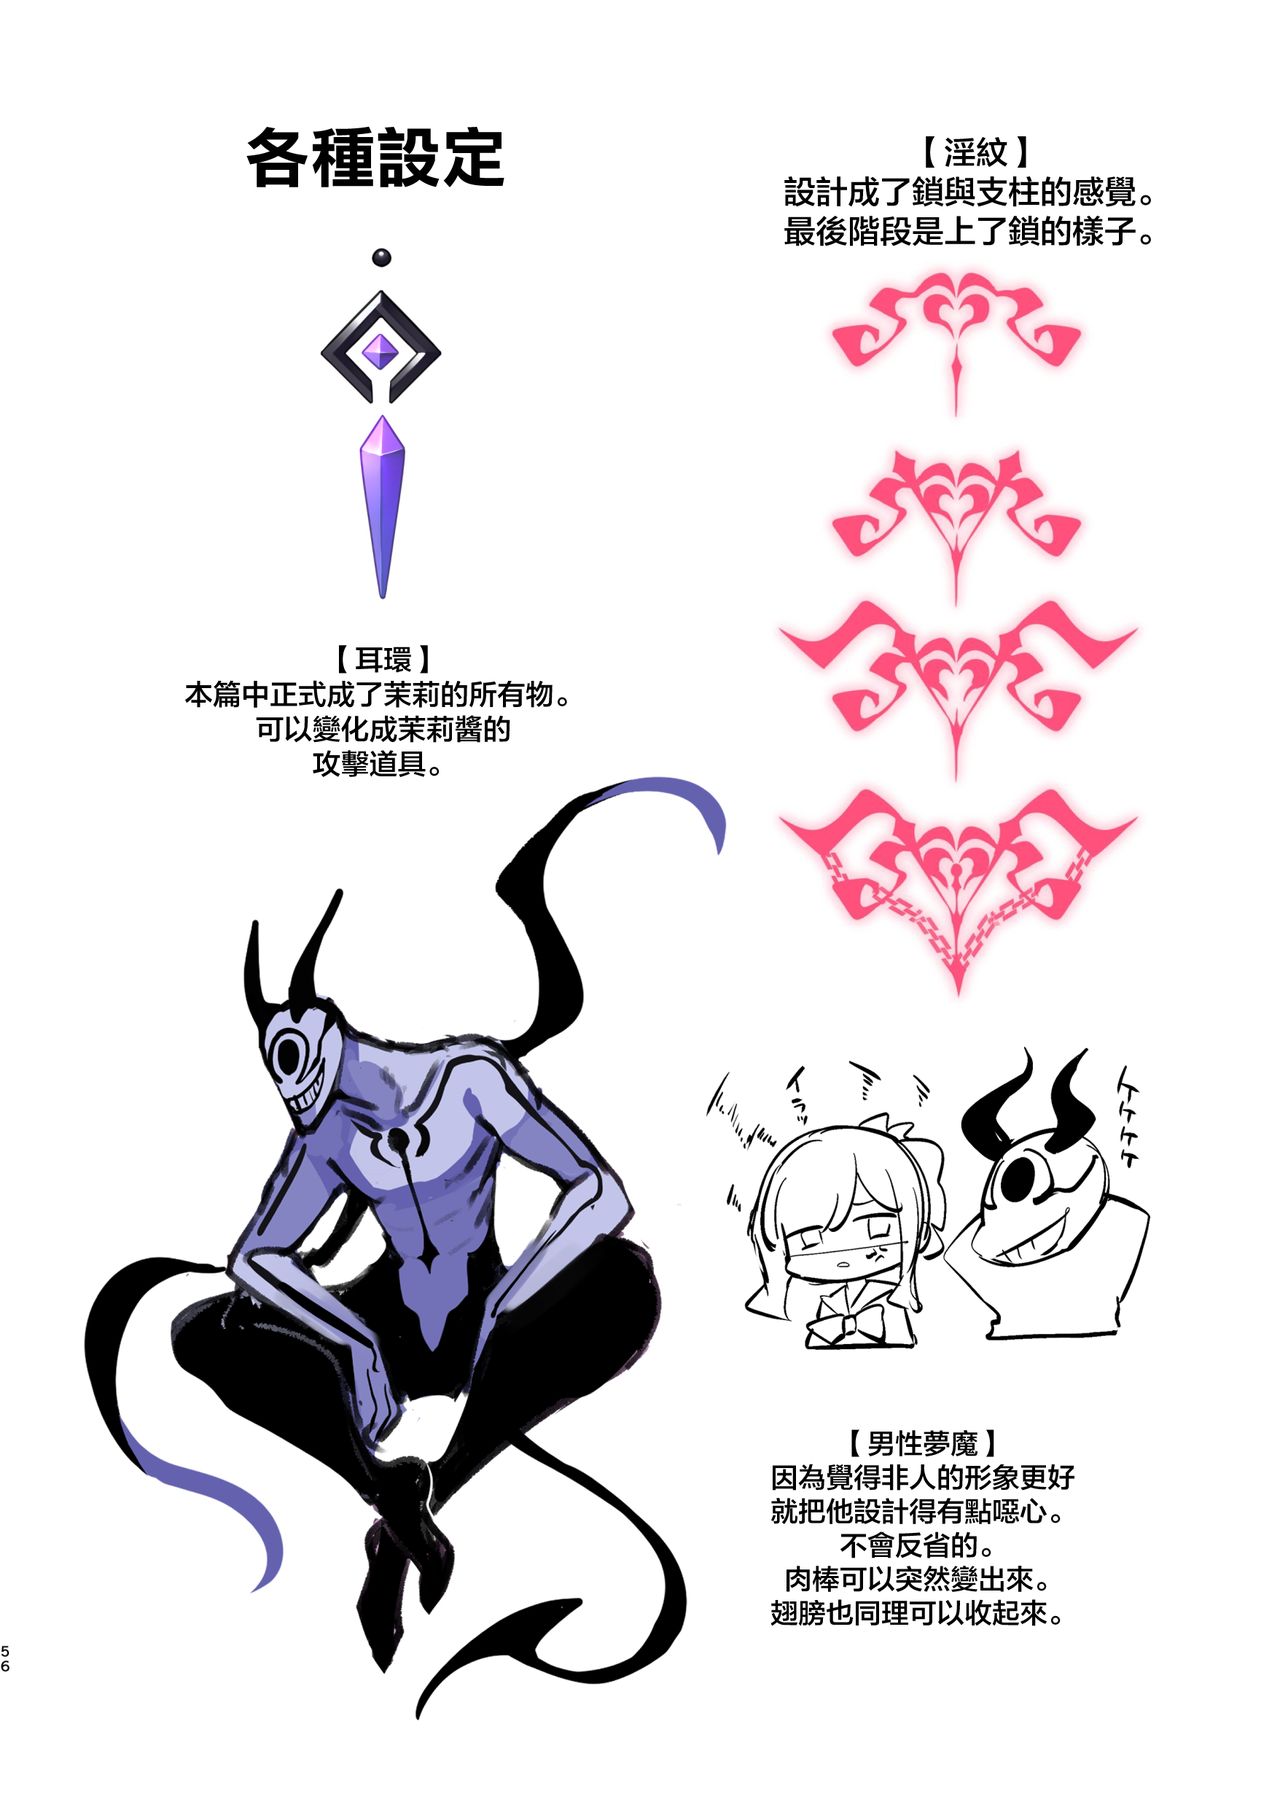 各種設定
【淫紋】
設計成了鎖與支柱的感覺。
最後階段是上了鎖的樣子。
【耳環】
本篇中正式成了茉莉的所有物。
可以變化成茉莉醬的
攻擊道具。
イラッ
ケケケケ
【男性夢魔】
因為覺得非人的形象更好
就把他設計得有點噁心。
不會反省的。
肉棒可以突然變出來。
翅膀也同理可以收起來。
56